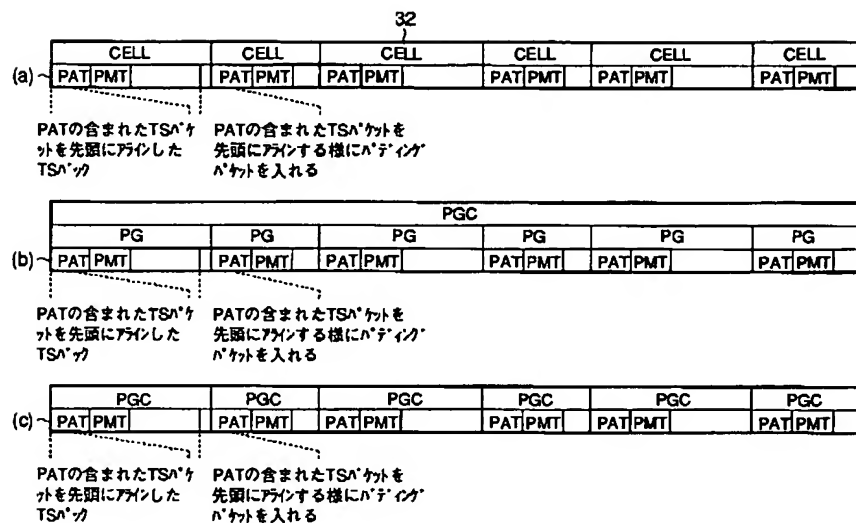 32
CELL CELL CELL CELL CELL CELL
(a) PAT PMT PAT PMT PAT PMT PAT PMT PAT PMT PAT PMT
PATの含まれたTSパケ PATの含まれたTSパケットを
ットを先頭にアラインした 先頭にアラインする様にパディング
TSパック パケットを入れる
PGC
PG PG PG PG PG PG
(b) PAT PMT PAT PMT PAT PMT PAT PMT PAT PMT PAT PMT
PATの含まれたTSパケ PATの含まれたTSパケットを
ットを先頭にアラインした 先頭にアラインする様にパディング
TSパック パケットを入れる
PGC PGC PGC PGC PGC PGC
(c) PAT PMT PAT PMT PAT PMT PAT PMT PAT PMT PAT PMT
PATの含まれたTSパケ PATの含まれたTSパケットを
ットを先頭にアラインした 先頭にアラインする様にパディング
TSパック パケットを入れる